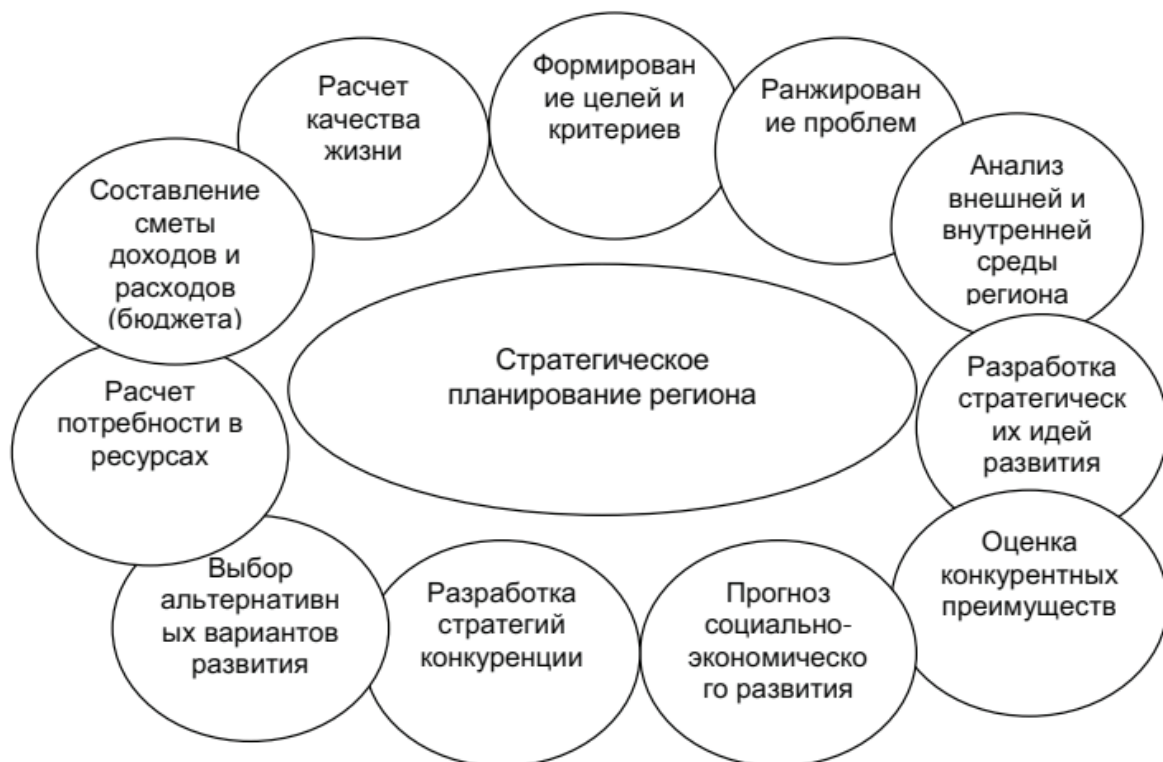 Формирован
ие целей и
критериев
Ранжирован
ие проблем
Анализ
внешней и
внутренней
среды
региона
Разработка
стратегическ
их идей
развития
Оценка
конкурентных
преимуществ
Прогноз
социально-
экономическо
го развития
Разработка
стратегий
конкуренции
Выбор
альтернативн
ых вариантов
развития
Расчет
потребности в
ресурсах
Составление
сметы
доходов и
расходов
(бюджета)
Расчет
качества
жизни
Стратегическое
планирование региона